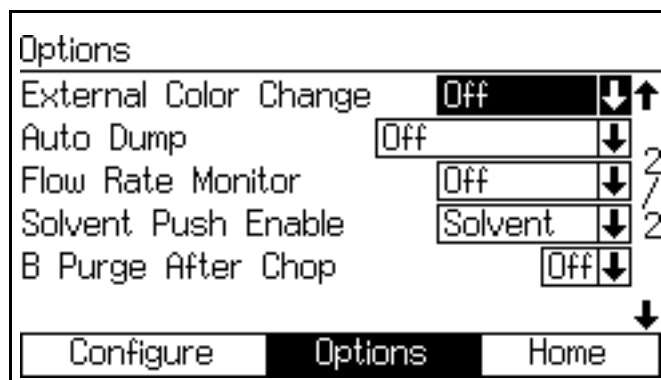 Options
External Color Change Off
Auto Dump Off
Flow Rate Monitor Off
Solvent Push Enable Solvent
B Purge After Chop Off
2/2
Configure Options Home